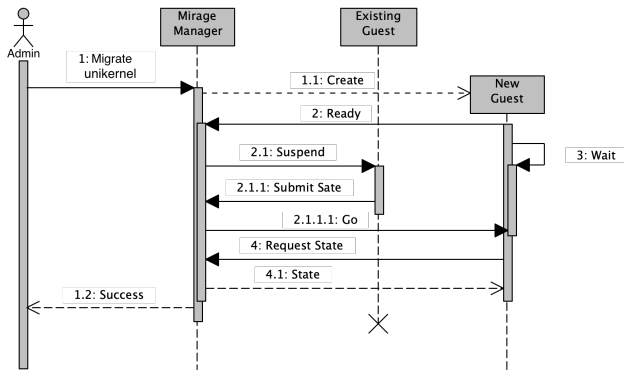 Mirage
Manager
Existing
Guest
Admin
1: Migrate
unikernel
1.1: Create
New
Guest
2: Ready
2.1: Suspend
3: Wait
2.1.1: Submit Sate
2.1.1.1: Go
4: Request State
4.1: State
1.2: Success